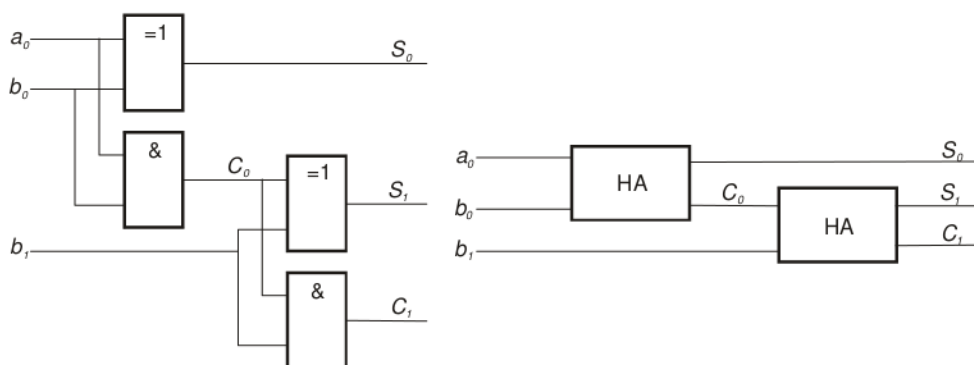 a₀
=1
S₀
b₀
&
C₀
=1
S₁
b₁
&
C₁
a₀
HA
S₀
b₀
C₀
HA
S₁
b₁
C₁